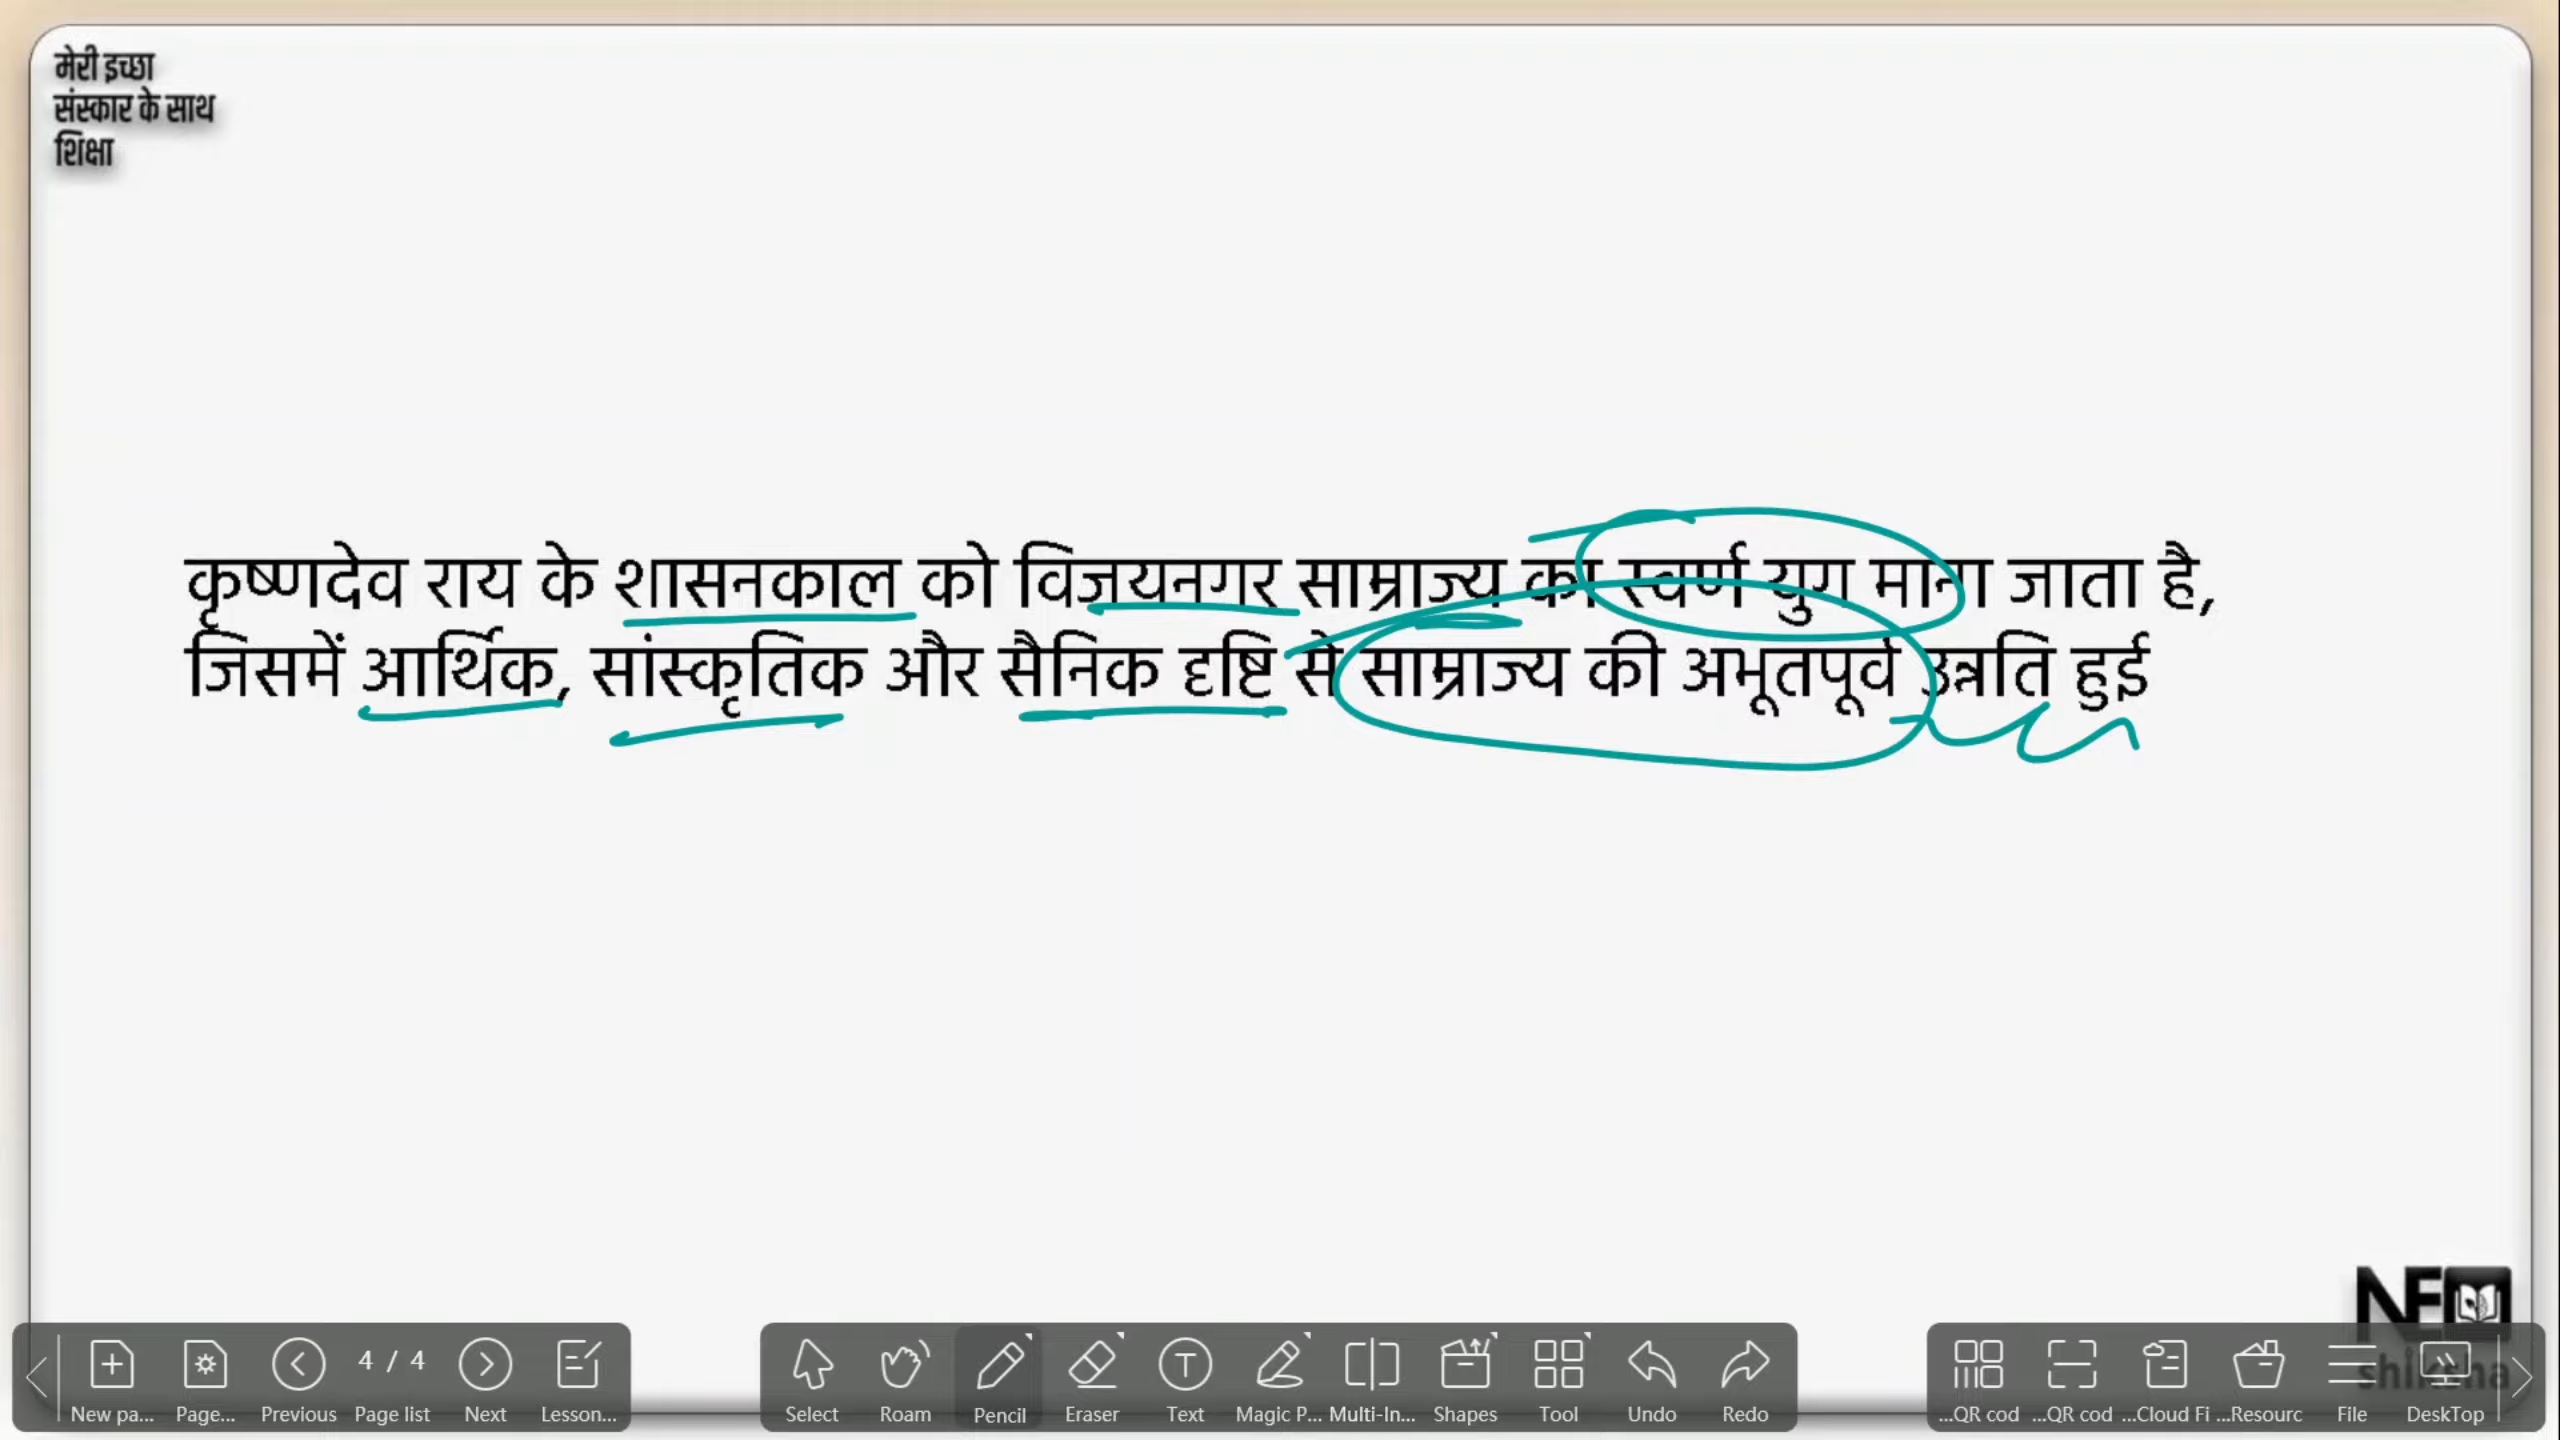 मेरी इच्छा
संस्कार के साथ
शिक्षा
कृष्णदेव राय के शासनकाल को विजयनगर साम्राज्य का स्वर्ण युग माना जाता है,
जिसमें आर्थिक, सांस्कृतिक और सैनिक दृष्टि से साम्राज्य की अभूतपूर्व उन्नति हुई
shiksha
4 / 4
New pa... Page... Previous Page list Next Lesson... Select Roam Pencil Eraser Text Magic P... Multi-In... Shapes Tool Undo Redo ...QR cod ...QR cod ...Cloud Fi ...Resourc File DeskTop